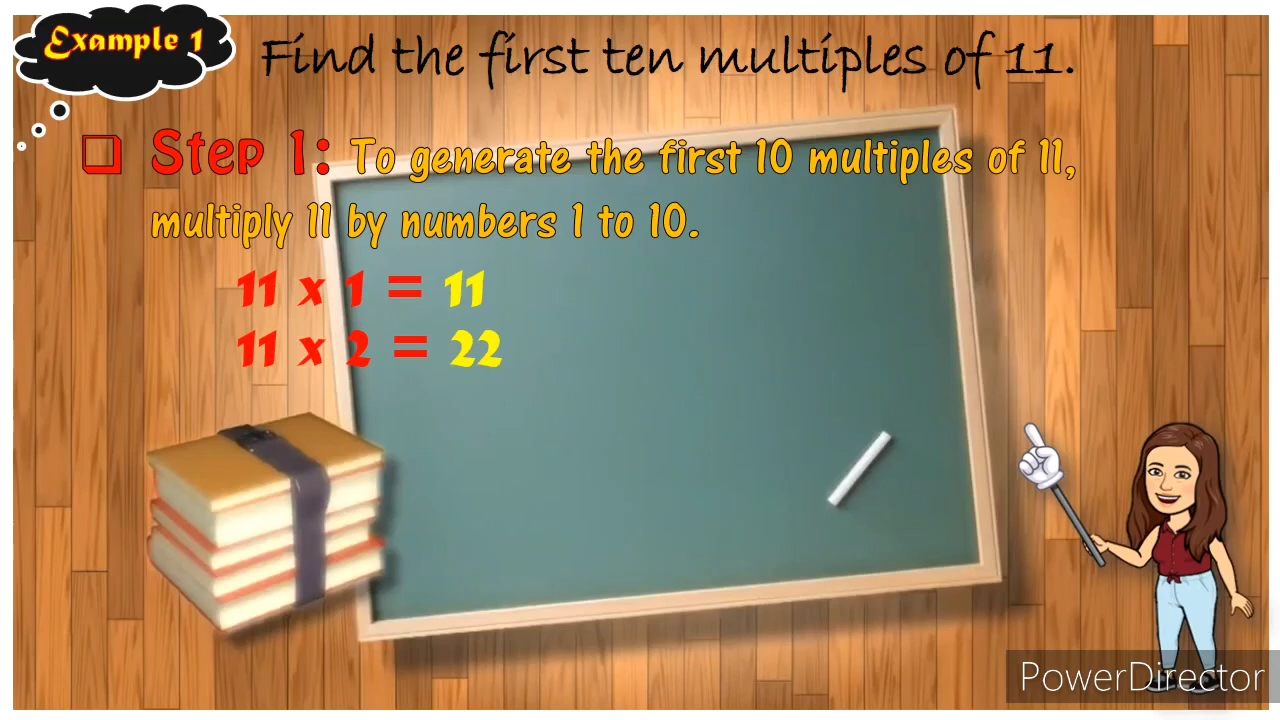 Example 1
Find the first ten multiples of 11.
Step 1: To generate the first 10 multiples of 11,
multiply 11 by numbers 1 to 10.
11 x 1 = 11
11 x 2 = 22
PowerDirector